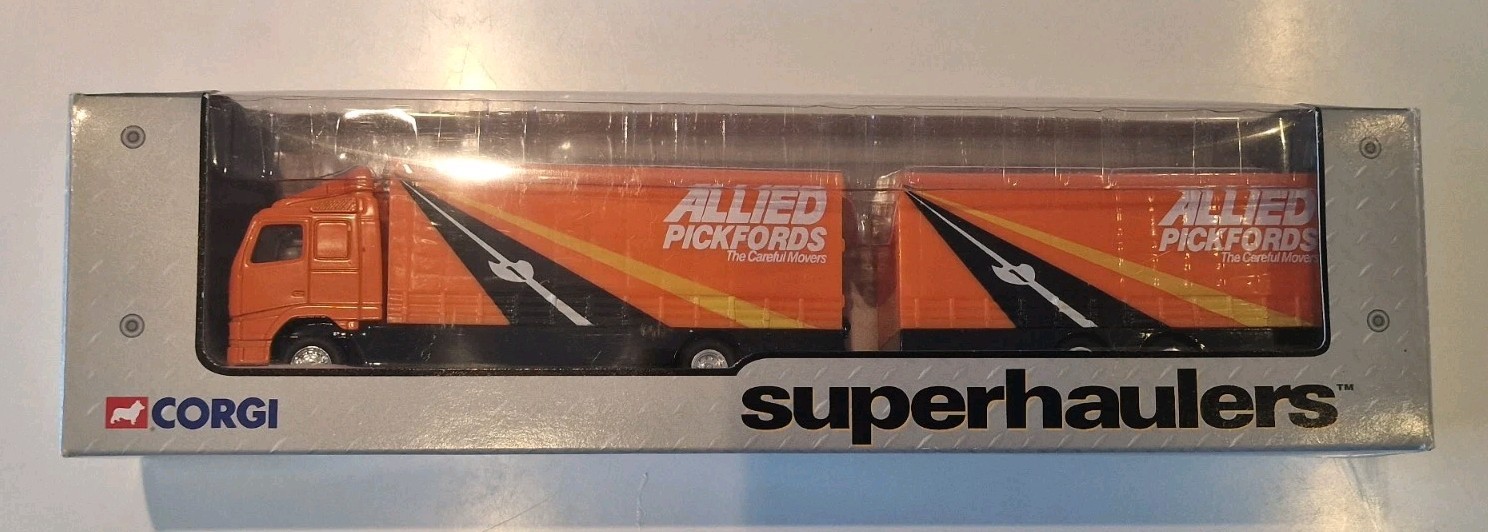 ALLIED
PICKFORDS
The Careful Movers
ALLIED
PICKFORDS
The Careful Movers
CORGI
superhaulers™